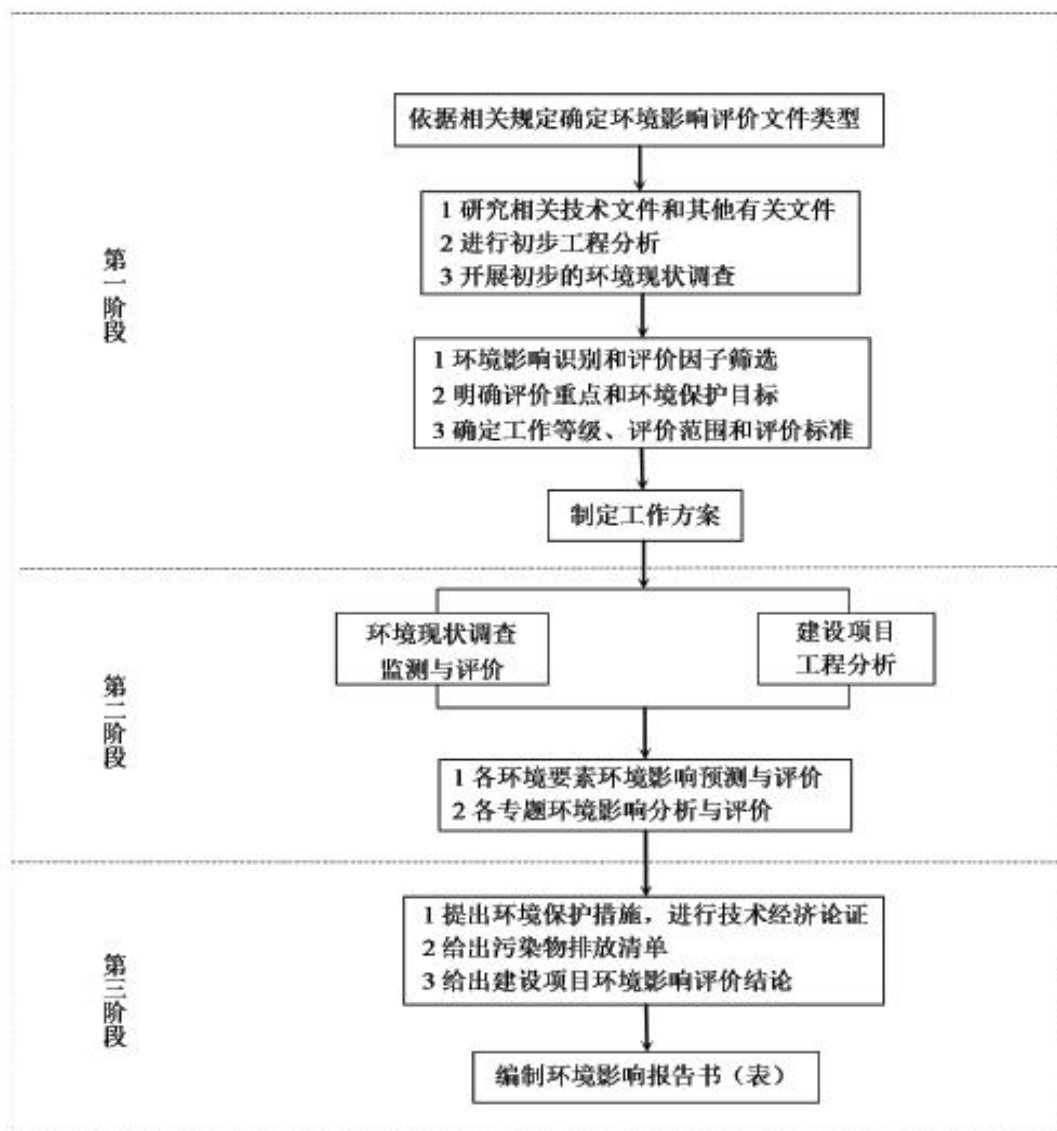 依据相关规定确定环境影响评价文件类型
1 研究相关技术文件和其他有关文件
2 进行初步工程分析
3 开展初步的环境现状调查
第一阶段
1 环境影响识别和评价因子筛选
2 明确评价重点和环境保护目标
3 确定工作等级、评价范围和评价标准
制定工作方案
第二阶段
环境现状调查
监测与评价
建设项目
工程分析
1 各环境要素环境影响预测与评价
2 各专题环境影响分析与评价
第三阶段
1 提出环境保护措施，进行技术经济论证
2 给出污染物排放清单
3 给出建设项目环境影响评价结论
编制环境影响报告书（表）